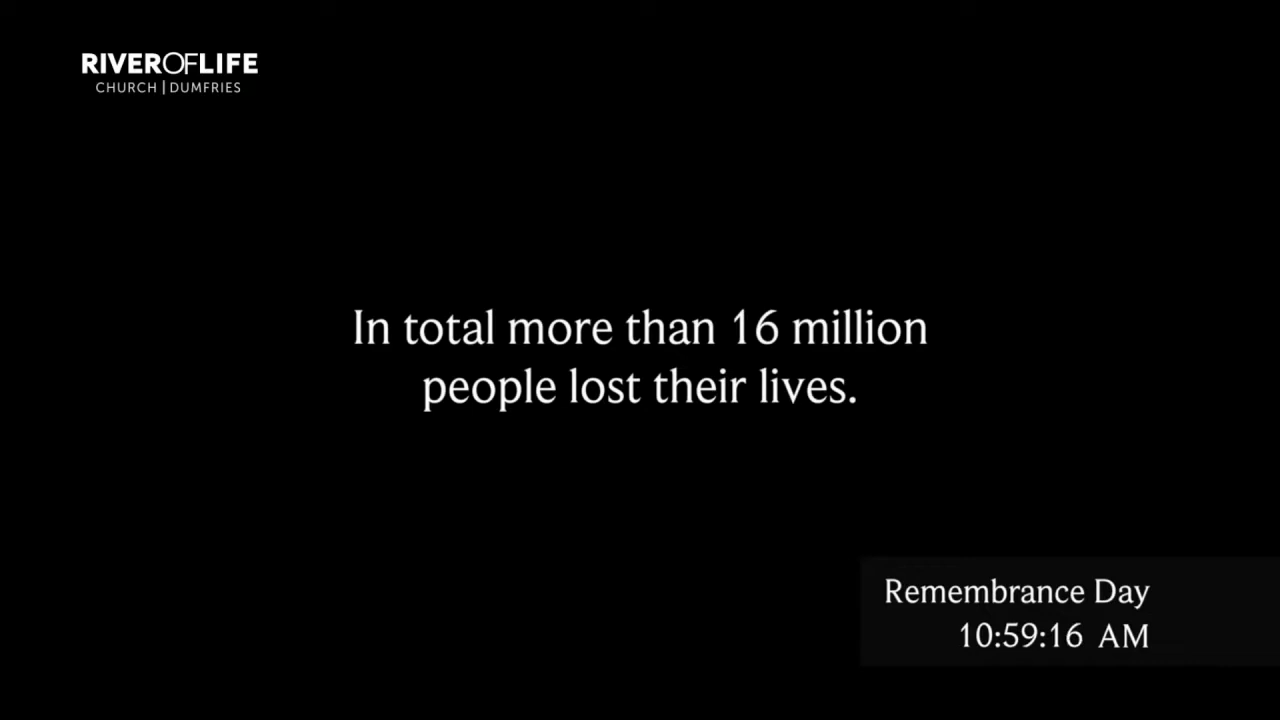 RIVEROFLIFE
CHURCH | DUMFRIES
In total more than 16 million
people lost their lives.
Remembrance Day
10:59:16 AM